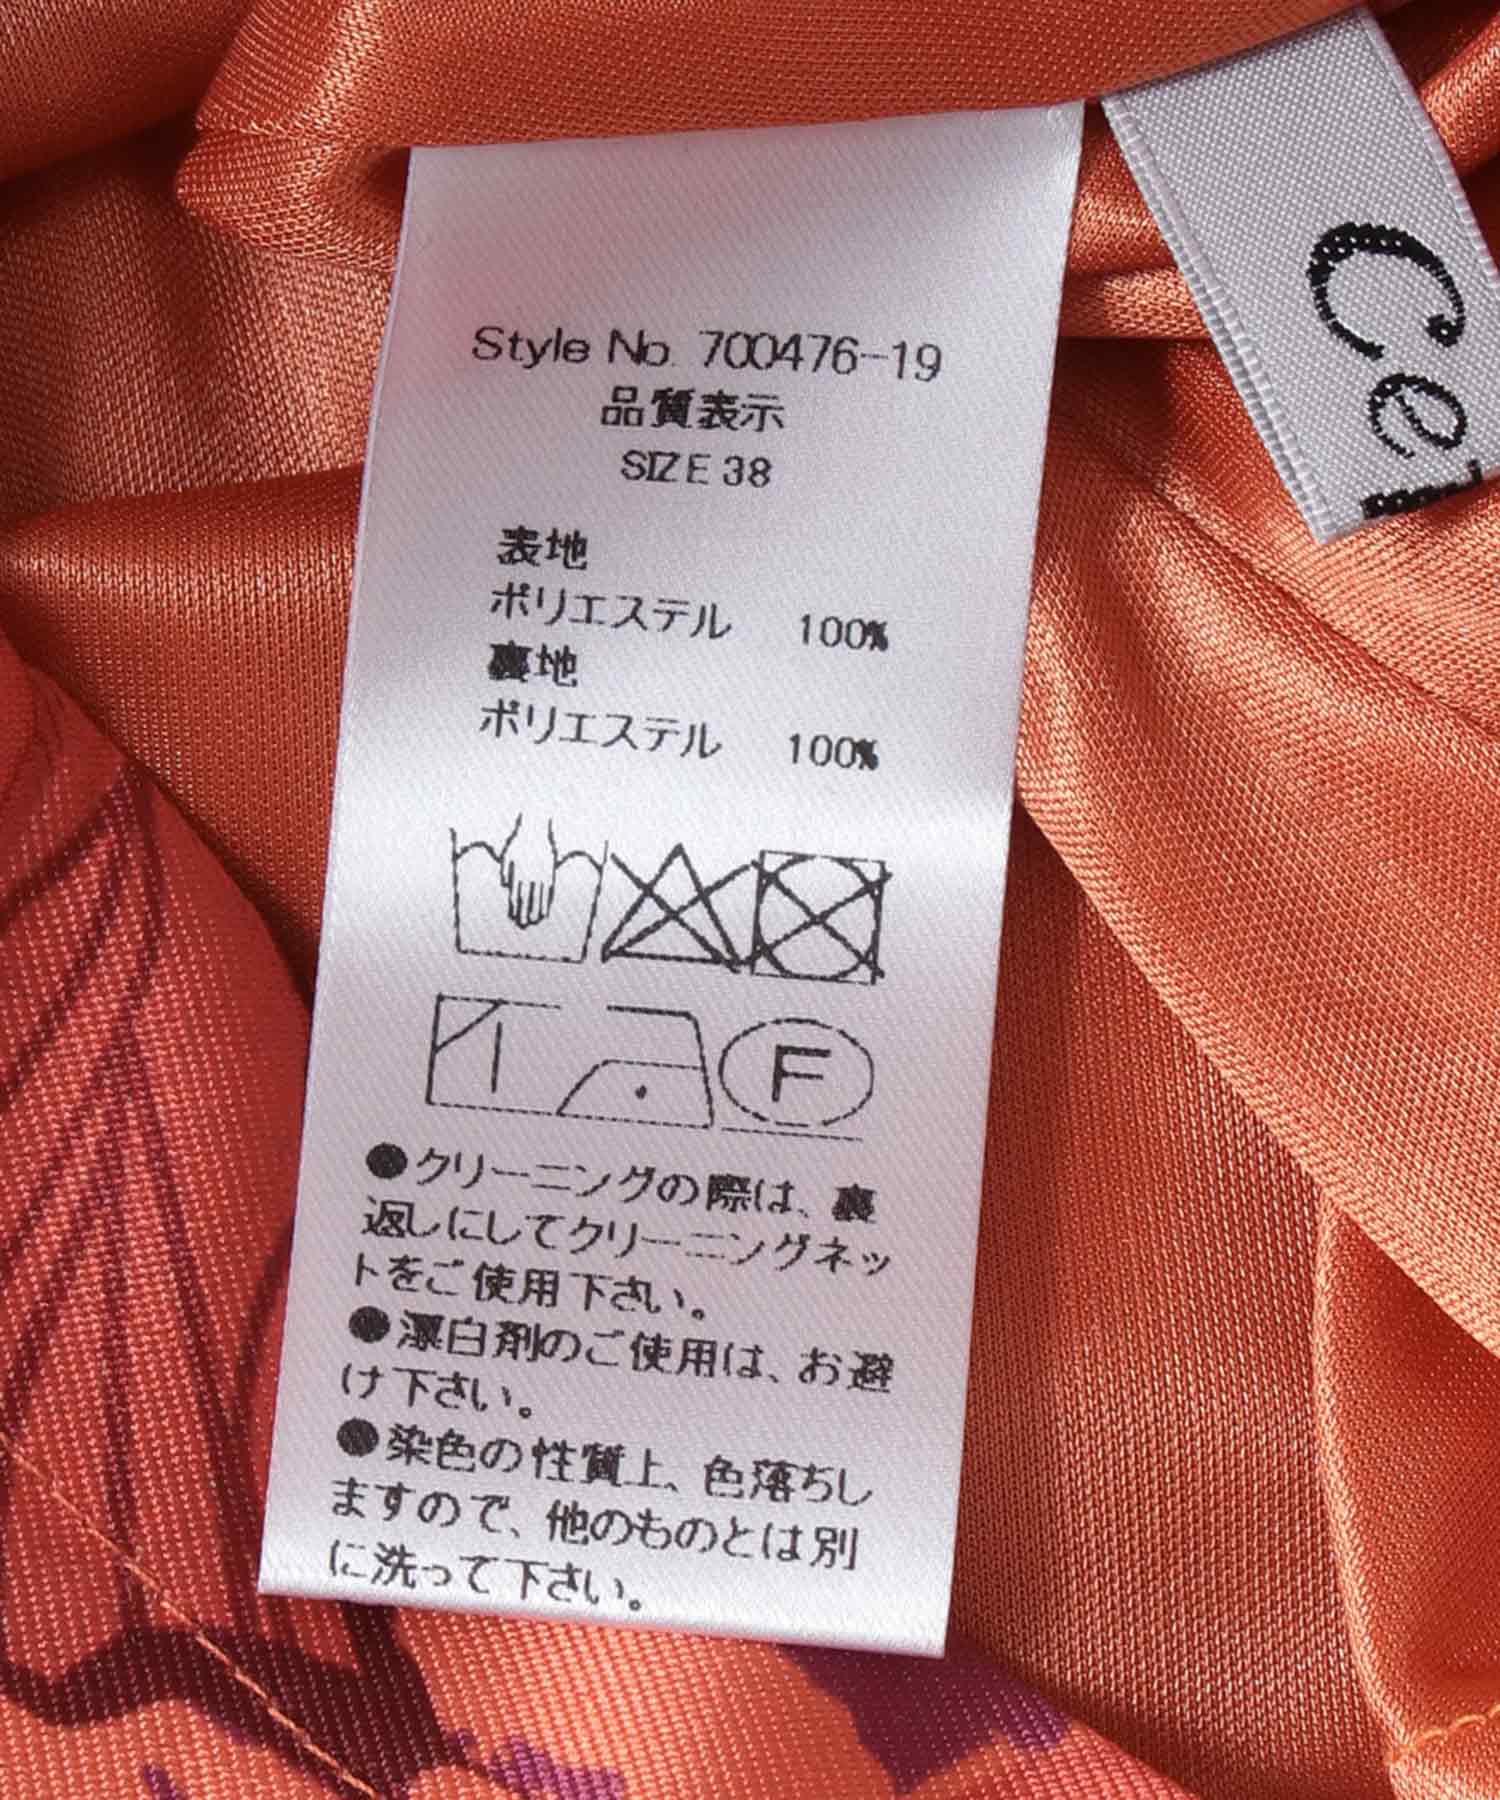 Style No. 700476-19
品質表示
SIZE 38
表地
ポリエステル 100%
裏地
ポリエステル 100%
F
●クリーニングの際は、裏
返しにしてクリーニングネッ
トをご使用下さい。
●漂白剤のご使用は、お避
け下さい。
●染色の性質上、色落ちし
ますので、他のものとは別
に洗って下さい。
Ce